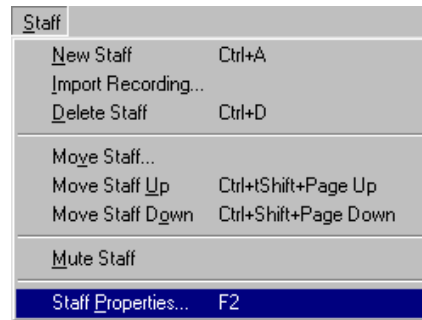 Staff
New Staff Ctrl+A
Import Recording...
Delete Staff Ctrl+D
Move Staff...
Move Staff Up Ctrl+tShift+Page Up
Move Staff Down Ctrl+Shift+Page Down
Mute Staff
Staff Properties... F2